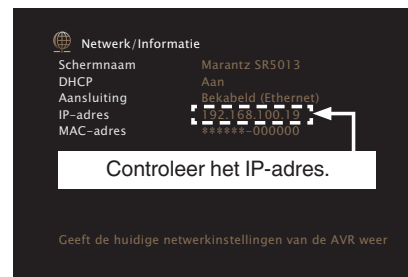 Netwerk/Informatie
Schermnaam Marantz SR5013
DHCP Aan
Aansluiting Bekabeld (Ethernet)
IP-adres 192.168.100.19
MAC-adres ******-000000
Controleer het IP-adres.
Geeft de huidige netwerkinstellingen van de AVR weer